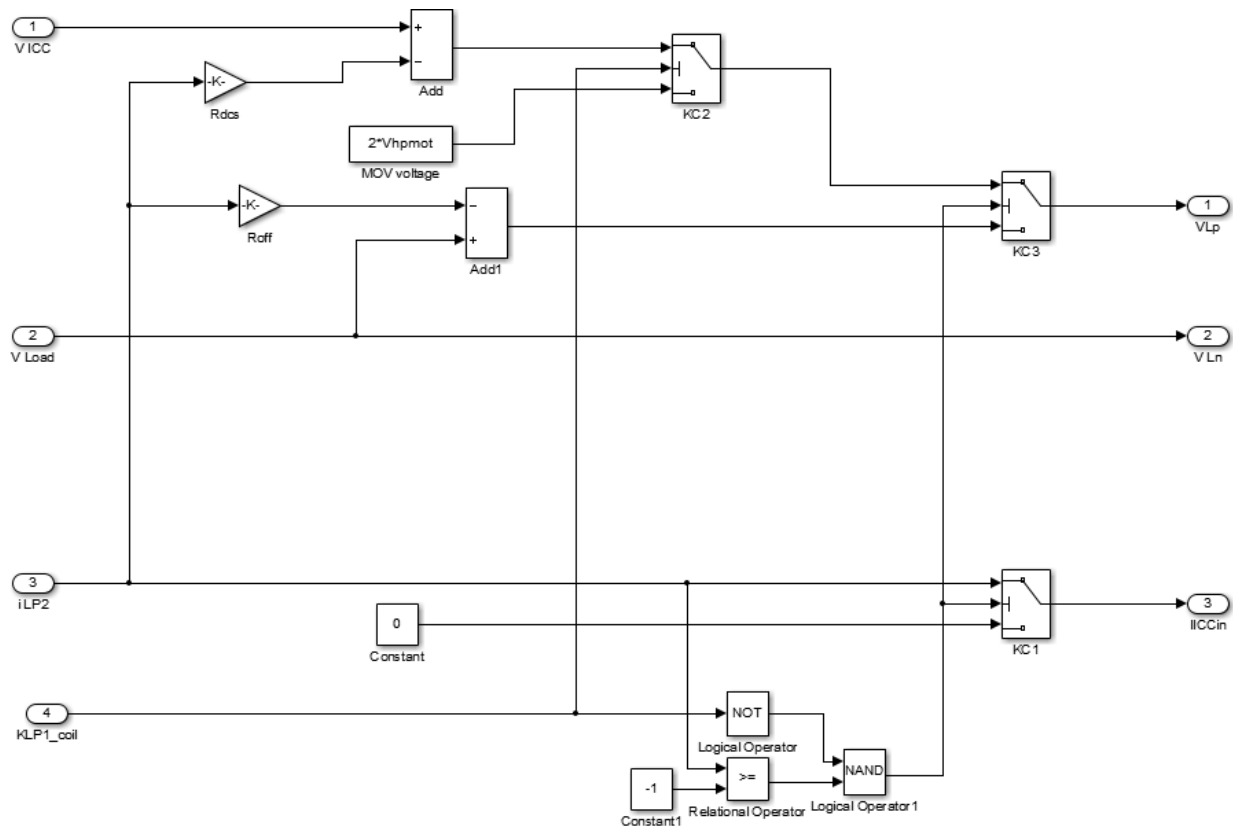 1
V ICC
+
−
Add
-K-
Rdcs
KC2
2*Vhpmot
MOV voltage
-K-
Roff
−
+
Add1
KC3
1
VLp
2
V Load
2
V Ln
3
iLP2
0
Constant
KC1
3
IICCin
4
KLP1_coil
NOT
Logical Operator
-1
Constant1
>=
Relational Operator
NAND
Logical Operator1